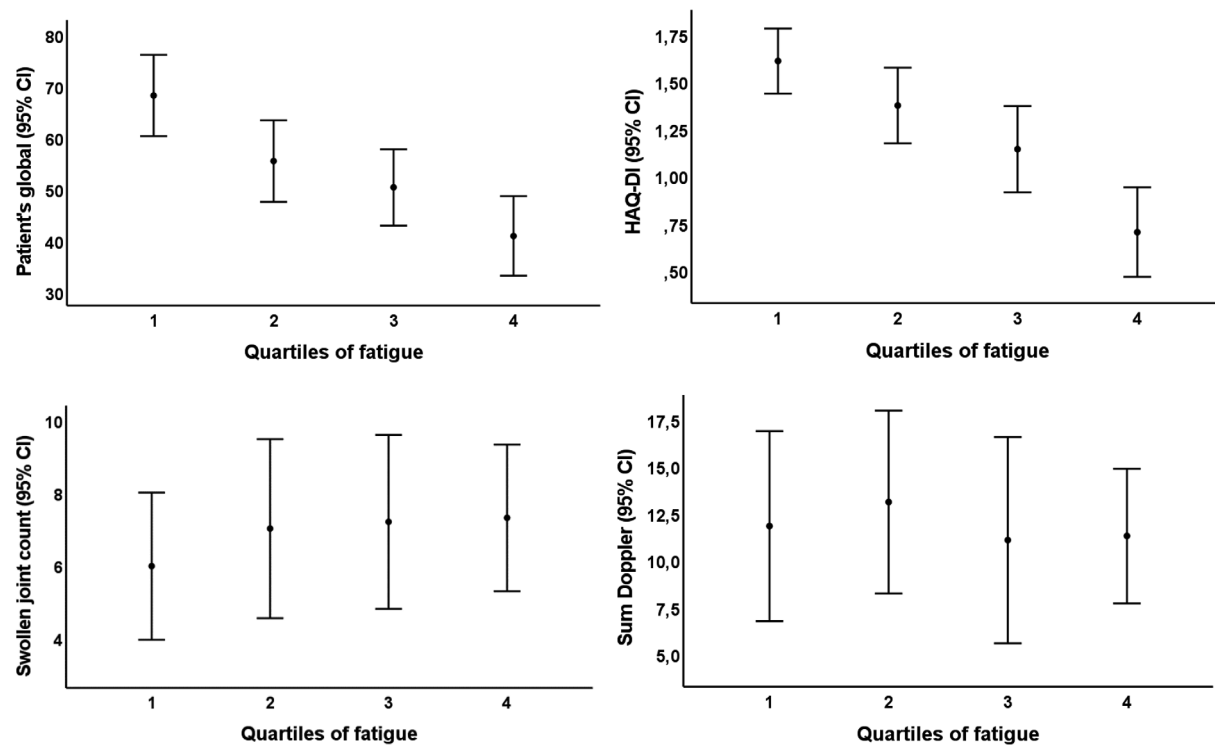 Patient's global (95% CI)
80
70
60
50
40
30
1 2 3 4
Quartiles of fatigue
HAQ-DI (95% CI)
1,75
1,50
1,25
1,00
,75
,50
1 2 3 4
Quartiles of fatigue
Swollen joint count (95% CI)
10
8
6
4
1 2 3 4
Quartiles of fatigue
Sum Doppler (95% CI)
17,5
15,0
12,5
10,0
7,5
5,0
1 2 3 4
Quartiles of fatigue